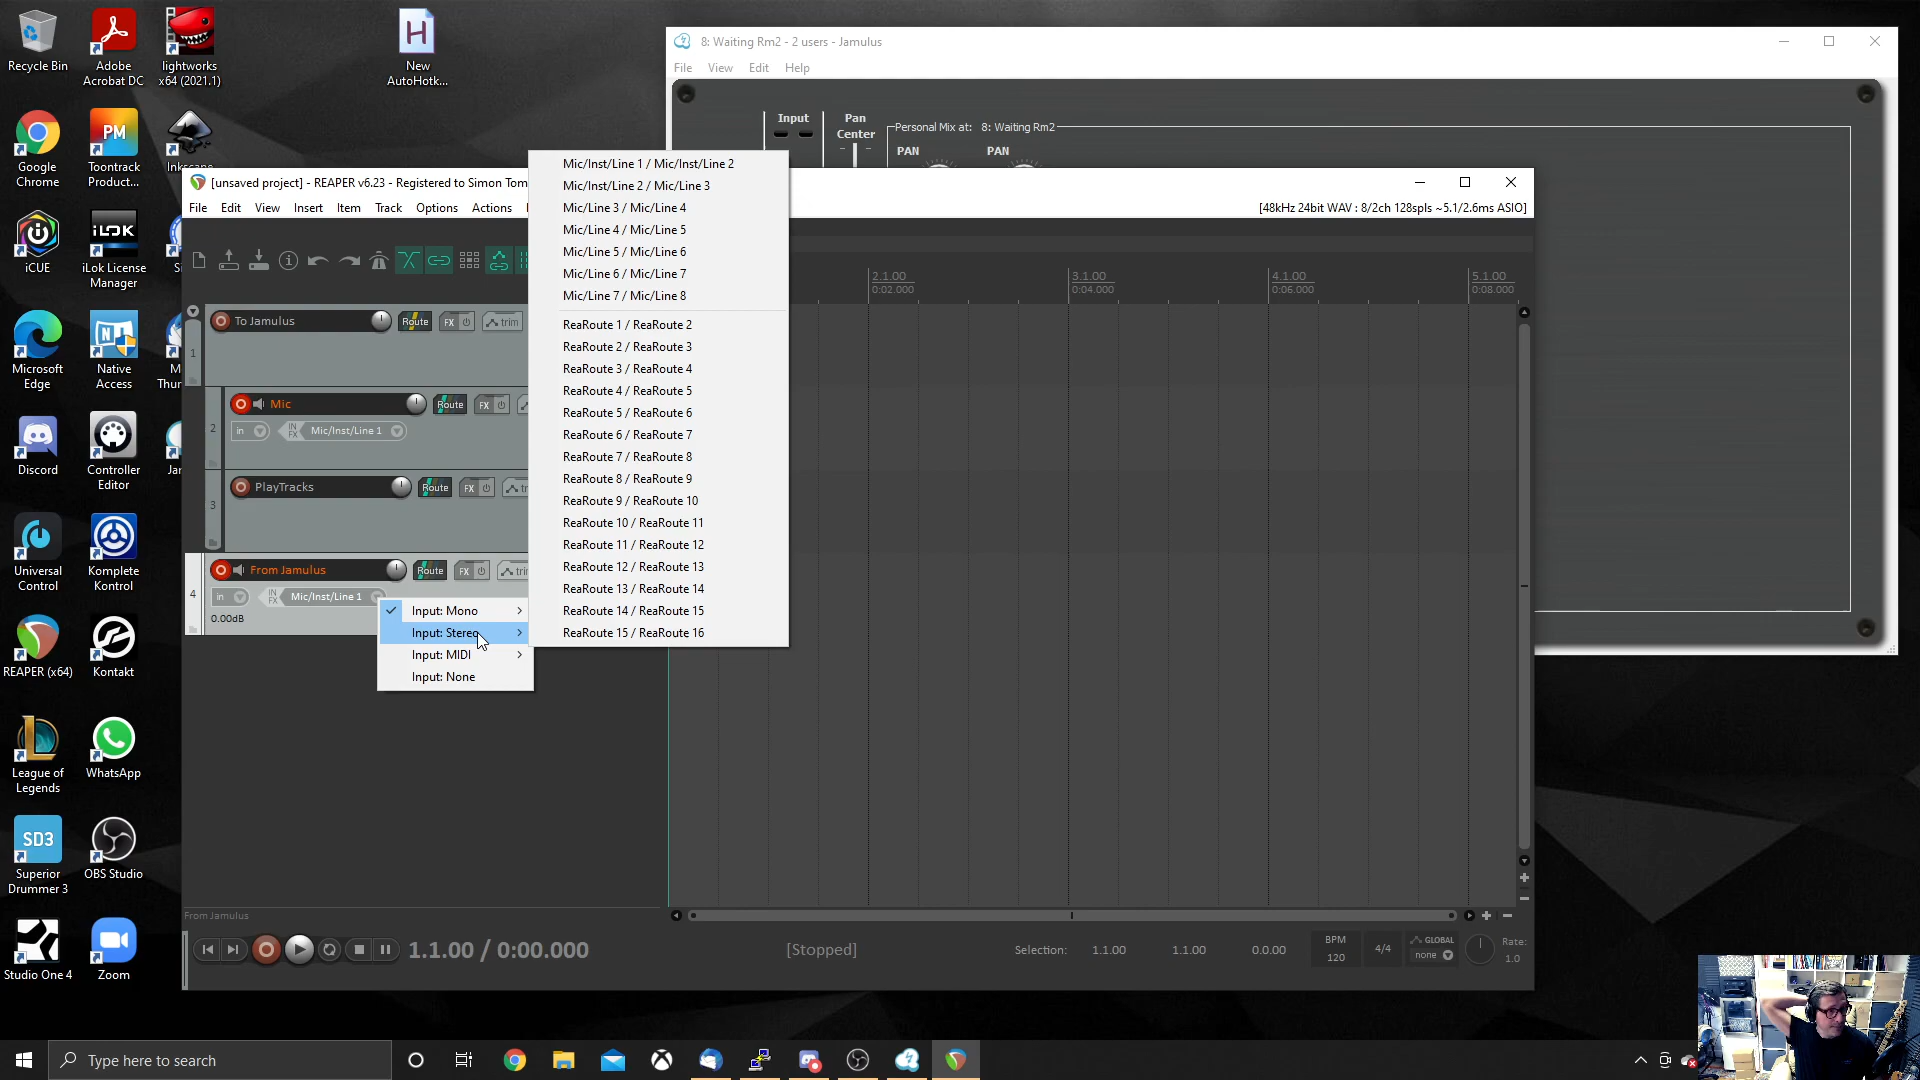 Recycle Bin
Adobe
Acrobat DC
lightworks
x64 (2021.1)
New
AutoHotk...
Google
Chrome
PM
Toontrack
Product...
Inkscape
iCUE
iLOK
iLok License
Manager
Microsoft
Edge
Native
Access
Discord
Controller
Editor
Universal
Control
Komplete
Kontrol
REAPER (x64)
Kontakt
League of
Legends
WhatsApp
SD3
Superior
Drummer 3
OBS Studio
Studio One 4
Zoom
8: Waiting Rm2 - 2 users - Jamulus
File View Edit Help
Input
Pan
Center
Personal Mix at: 8: Waiting Rm2
PAN PAN
[unsaved project] - REAPER v6.23 - Registered to Simon Tom
File Edit View Insert Item Track Options Actions
[48kHz 24bit WAV : 8/2ch 128spls ~5.1/2.6ms ASIO]
2.1.00
0:02.000
3.1.00
0:04.000
4.1.00
0:06.000
5.1.00
0:08.000
1
To Jamulus Route FX trim
2
Mic Route FX
in IN FX Mic/Inst/Line 1
3
PlayTracks Route FX
4
From Jamulus Route FX
in IN FX Mic/Inst/Line 1
0.00dB
Input: Mono
Input: Stereo
Input: MIDI
Input: None
Mic/Inst/Line 1 / Mic/Inst/Line 2
Mic/Inst/Line 2 / Mic/Line 3
Mic/Line 3 / Mic/Line 4
Mic/Line 4 / Mic/Line 5
Mic/Line 5 / Mic/Line 6
Mic/Line 6 / Mic/Line 7
Mic/Line 7 / Mic/Line 8
ReaRoute 1 / ReaRoute 2
ReaRoute 2 / ReaRoute 3
ReaRoute 3 / ReaRoute 4
ReaRoute 4 / ReaRoute 5
ReaRoute 5 / ReaRoute 6
ReaRoute 6 / ReaRoute 7
ReaRoute 7 / ReaRoute 8
ReaRoute 8 / ReaRoute 9
ReaRoute 9 / ReaRoute 10
ReaRoute 10 / ReaRoute 11
ReaRoute 11 / ReaRoute 12
ReaRoute 12 / ReaRoute 13
ReaRoute 13 / ReaRoute 14
ReaRoute 14 / ReaRoute 15
ReaRoute 15 / ReaRoute 16
From Jamulus
1.1.00 / 0:00.000
[Stopped]
Selection: 1.1.00 1.1.00 0.0.00
BPM
120
4/4
GLOBAL
none
Rate:
1.0
Type here to search